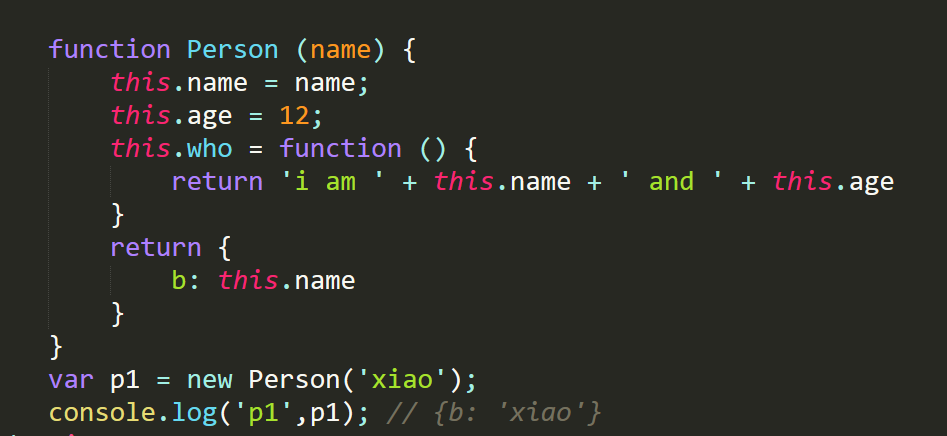 function Person (name) {
    this.name = name;
    this.age = 12;
    this.who = function () {
        return 'i am ' + this.name + ' and ' + this.age
    }
    return {
        b: this.name
    }
}
var p1 = new Person('xiao');
console.log('p1',p1); // {b: 'xiao'}